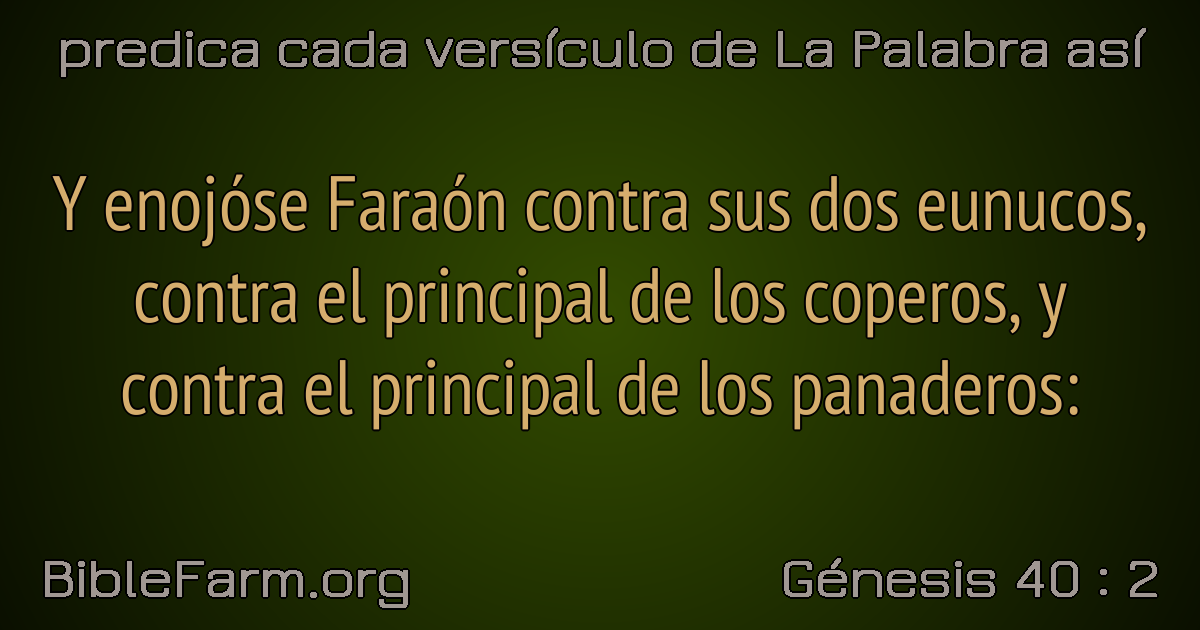 predica cada versículo de La Palabra así
Y enojóse Faraón contra sus dos eunucos,
contra el principal de los coperos, y
contra el principal de los panaderos:
BibleFarm.org
Génesis 40 : 2